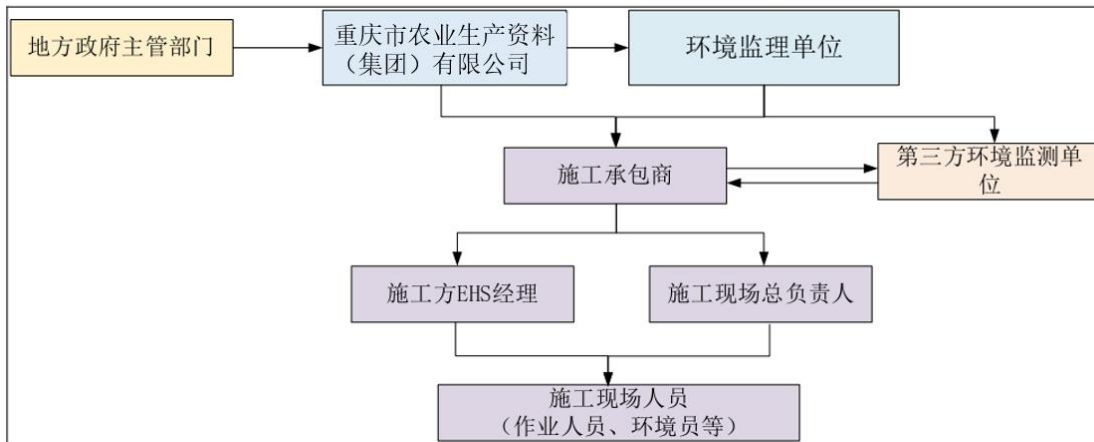 地方政府主管部门
重庆市农业生产资料
（集团）有限公司
环境监理单位
施工承包商
第三方环境监测单
位
施工方EHS经理
施工现场总负责人
施工现场人员
（作业人员、环境员等）